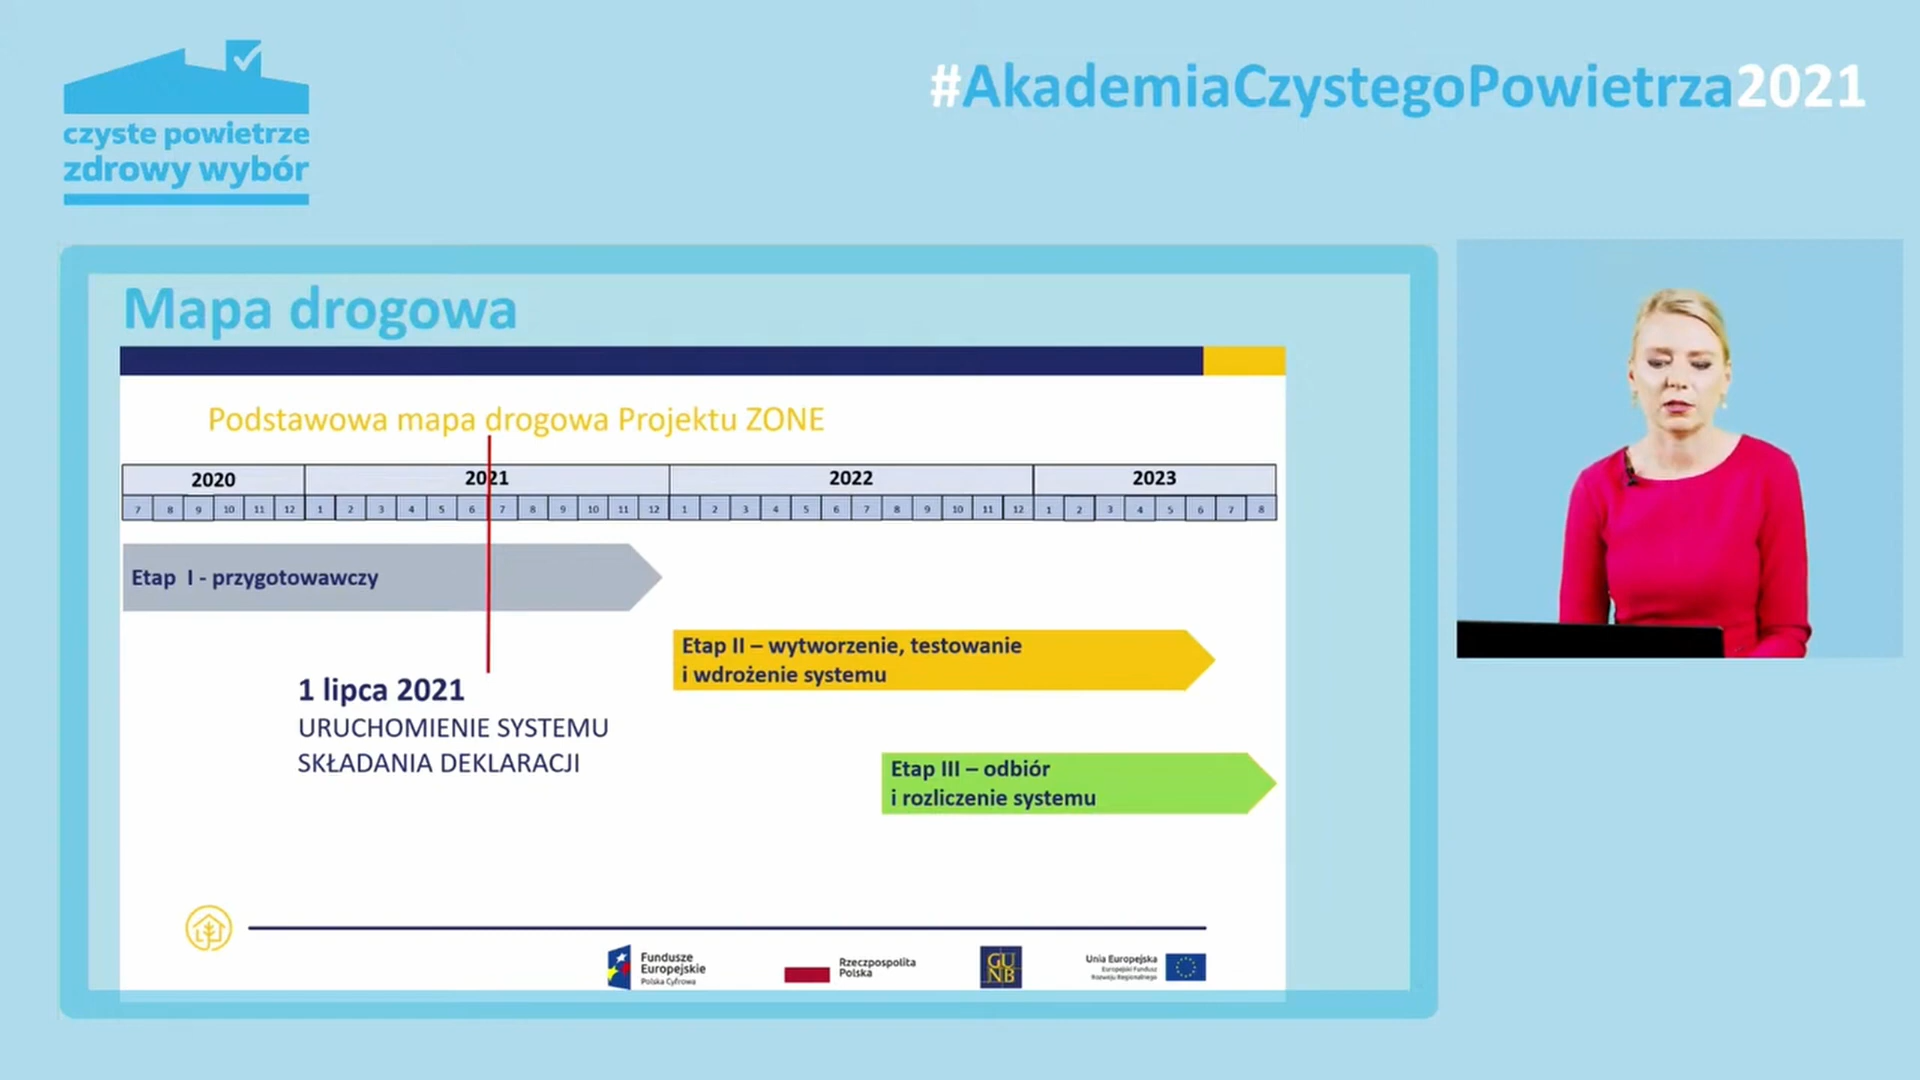 czyste powietrze
zdrowy wybór
#AkademiaCzystegoPowietrza2021
Mapa drogowa
Podstawowa mapa drogowa Projektu ZONE
2020 2021 2022 2023
7 8 9 10 11 12 1 2 3 4 5 6 7 8 9 10 11 12 1 2 3 4 5 6 7 8 9 10 11 12 1 2 3 4 5 6 7 8
Etap I - przygotowawczy
Etap II – wytworzenie, testowanie
i wdrożenie systemu
1 lipca 2021
URUCHOMIENIE SYSTEMU
SKŁADANIA DEKLARACJI
Etap III – odbiór
i rozliczenie systemu
Fundusze
Europejskie
Polska Cyfrowa
Rzeczpospolita
Polska
GU
NB
Unia Europejska
Europejski Fundusz
Rozwoju Regionalnego